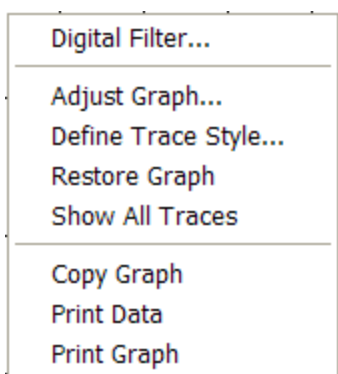 Digital Filter...
Adjust Graph...
Define Trace Style...
Restore Graph
Show All Traces
Copy Graph
Print Data
Print Graph